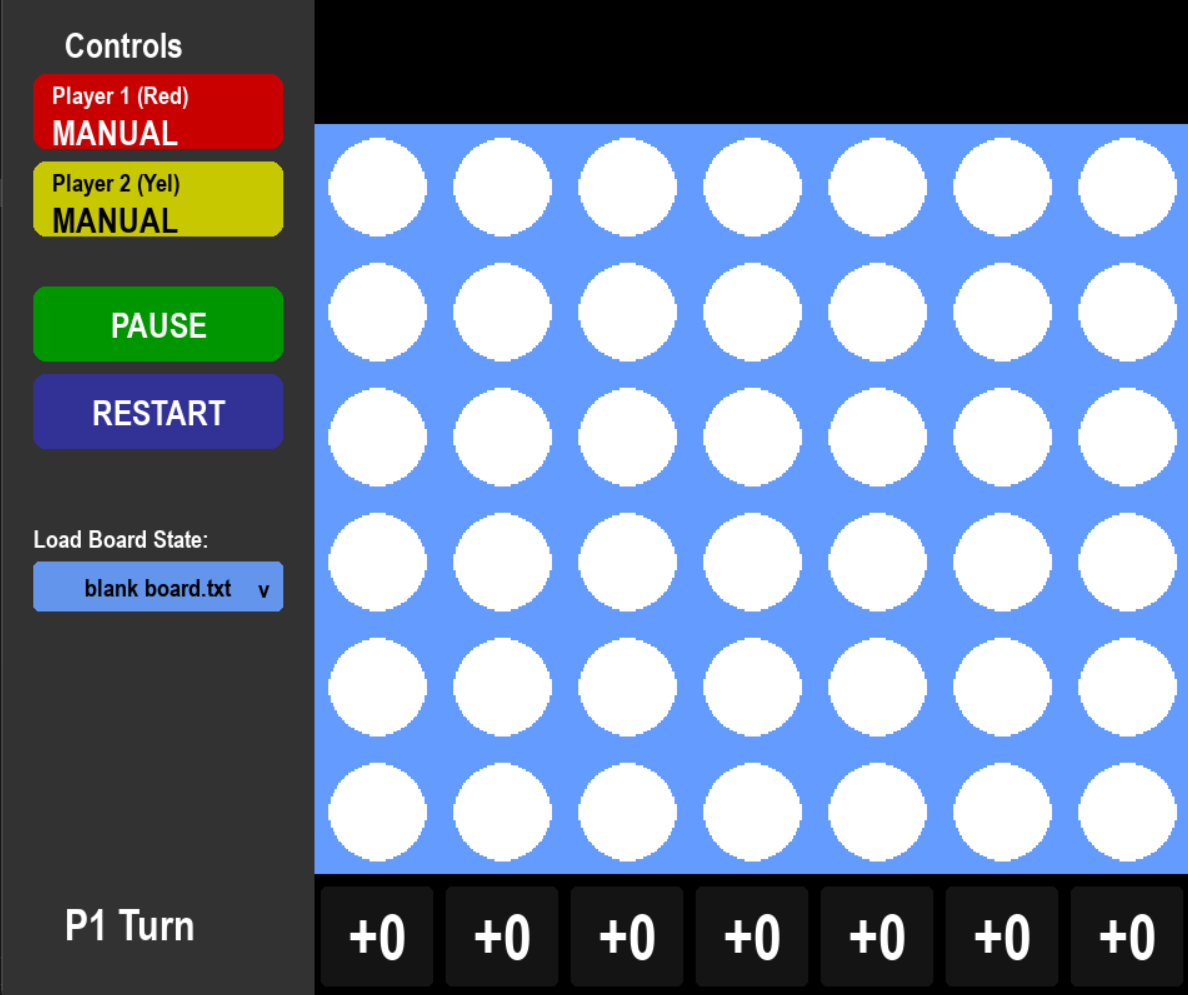 Controls
Player 1 (Red)
MANUAL
Player 2 (Yel)
MANUAL
PAUSE
RESTART
Load Board State:
blank board.txt v
P1 Turn
+0 +0 +0 +0 +0 +0 +0